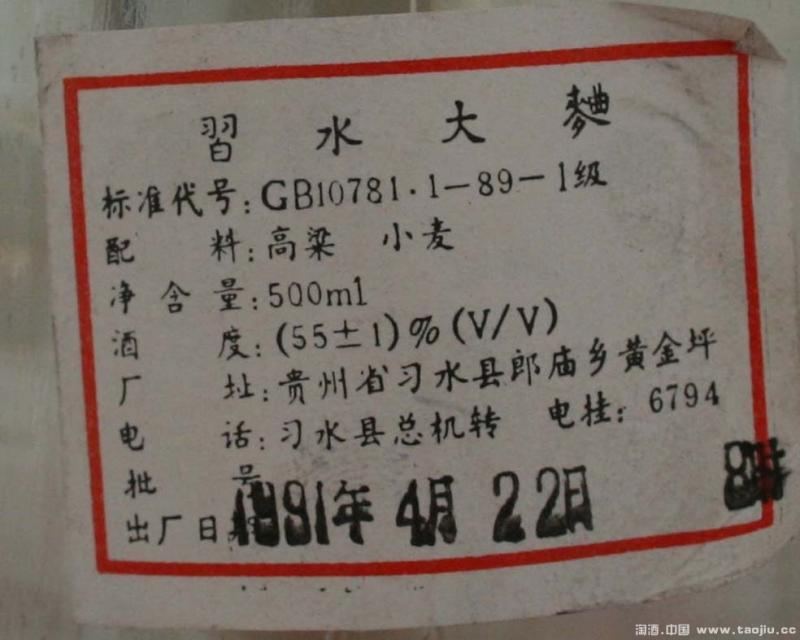 習水大麯
标准代号:GB10781.1-89-1级
配料:高粱 小麦
净含量:500ml
酒度:(55±1)%(V/V)
厂址:贵州省习水县郎庙乡黄金坪
电话:习水县总机转 电挂:6794
批号
出厂日期
1991年4月22日
淘酒.中国 www.taojiu.cc